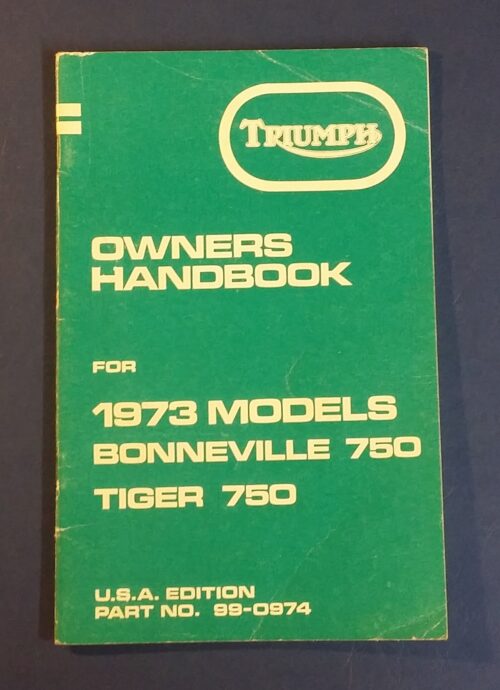 TRIUMPH
OWNERS
HANDBOOK
FOR
1973 MODELS
BONNEVILLE 750
TIGER 750
U.S.A. EDITION
PART NO. 99-0974